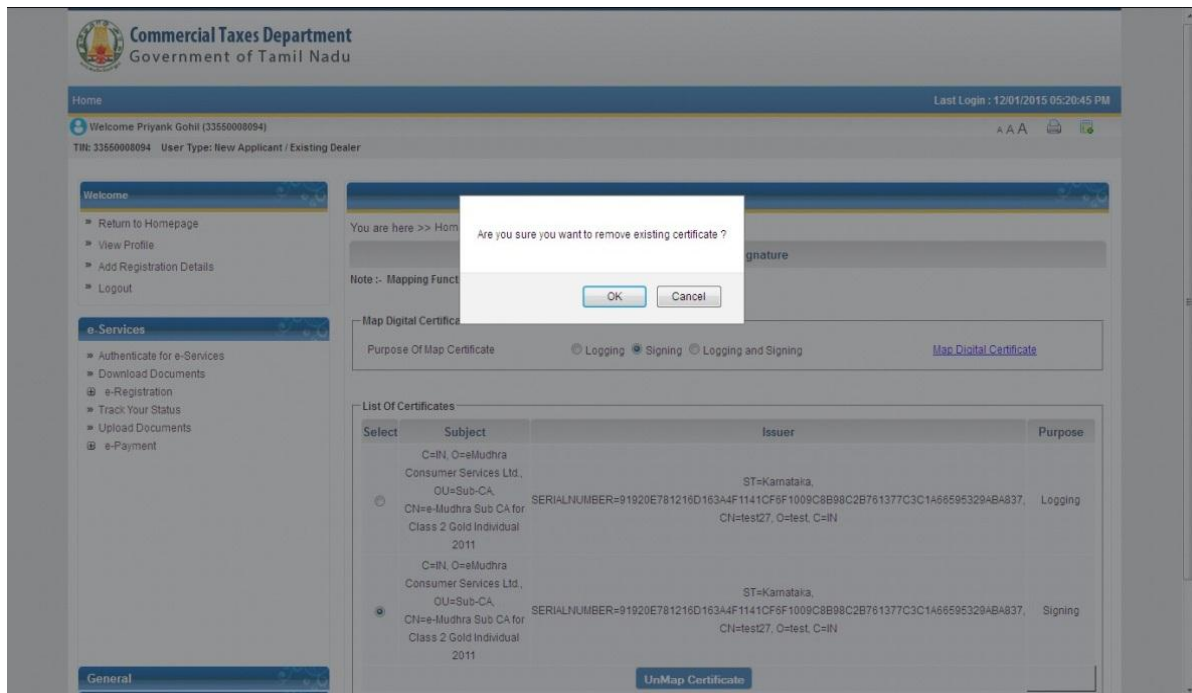 Commercial Taxes Department
Government of Tamil Nadu
Home
Last Login : 12/01/2015 05:20:45 PM
Welcome Priyank Gohil (33550008094)
A A A
TIN: 33550008094 User Type: New Applicant / Existing Dealer
Welcome
Return to Homepage
View Profile
Add Registration Details
Logout
e-Services
Authenticate for e-Services
Download Documents
e-Registration
Track Your Status
Upload Documents
e-Payment
General
You are here >> Hom
gnature
Note :- Mapping Funct
Are you sure you want to remove existing certificate ?
OK Cancel
Map Digital Certifica
Purpose Of Map Certificate Logging Signing Logging and Signing Map Digital Certificate
List Of Certificates
Select Subject Issuer Purpose
C=IN, O=eMudhra
Consumer Services Ltd.,
OU=Sub-CA,
CN=e-Mudhra Sub CA for
Class 2 Gold Individual
2011
ST=Karnataka,
SERIALNUMBER=91920E781216D163A4F1141CF6F1009C8B98C2B761377C3C1A66595329ABA837,
CN=test27, O=test, C=IN
Logging
C=IN, O=eMudhra
Consumer Services Ltd.,
OU=Sub-CA,
CN=e-Mudhra Sub CA for
Class 2 Gold Individual
2011
ST=Karnataka,
SERIALNUMBER=91920E781216D163A4F1141CF6F1009C8B98C2B761377C3C1A66595329ABA837,
CN=test27, O=test, C=IN
Signing
UnMap Certificate